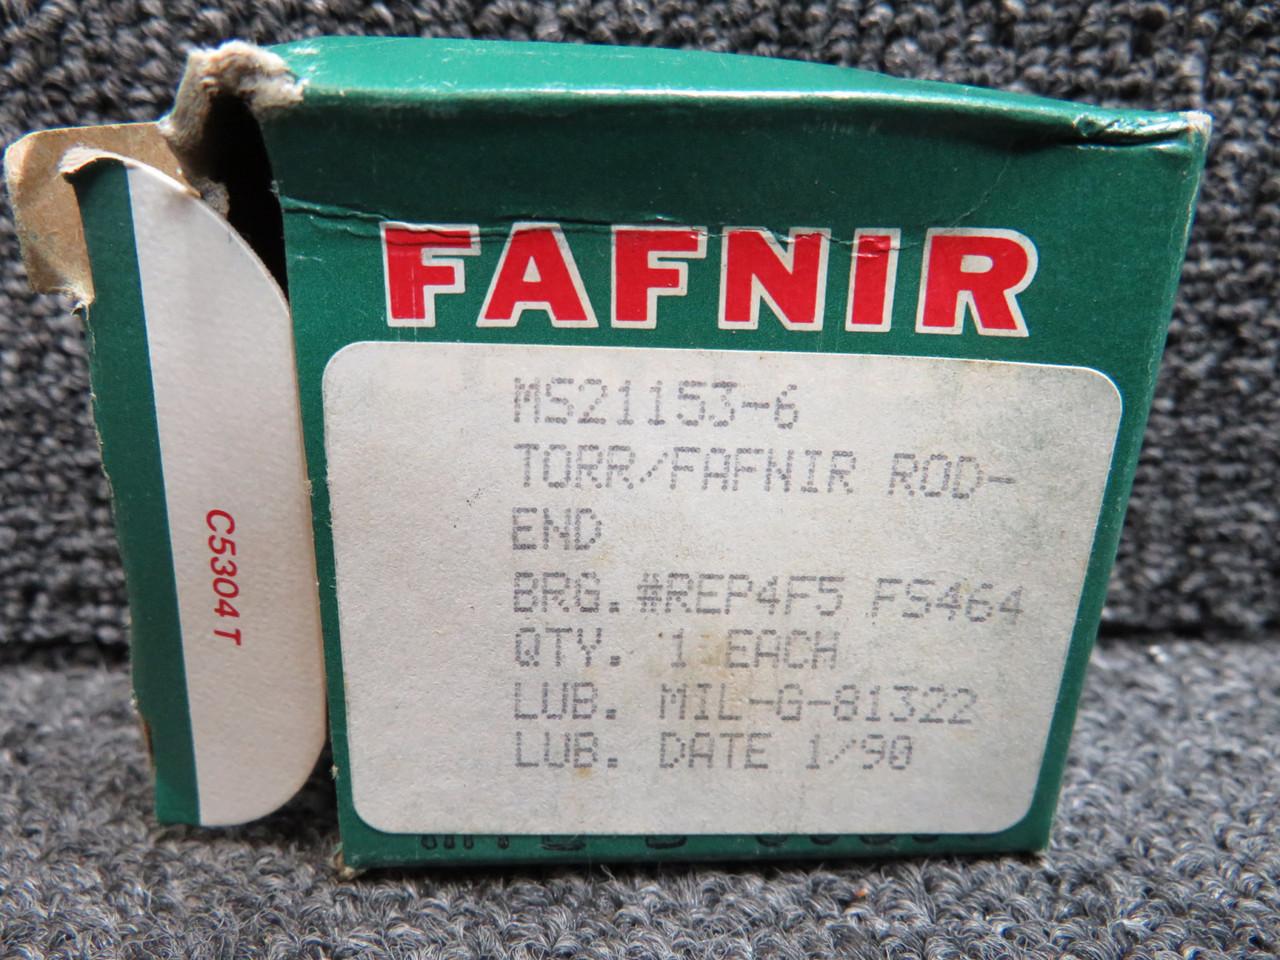 FAFNIR
MS21153-6
TORR/FAFNIR ROD-
END
BRG. #REP4F5 FS464
QTY. 1 EACH
LUB. MIL-G-81322
LUB. DATE 1/90
C5304 T